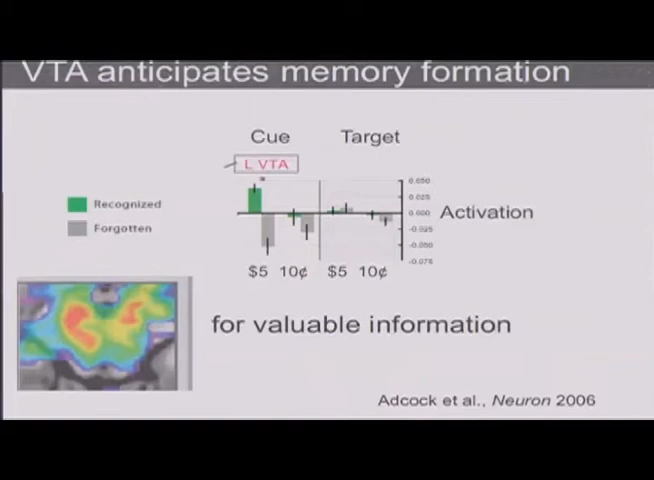 VTA anticipates memory formation
Cue Target
L VTA
*
Recognized
Forgotten
0.050
0.025
0.000
-0.025
-0.050
-0.075
Activation
$5 10¢ $5 10¢
for valuable information
Adcock et al., Neuron 2006